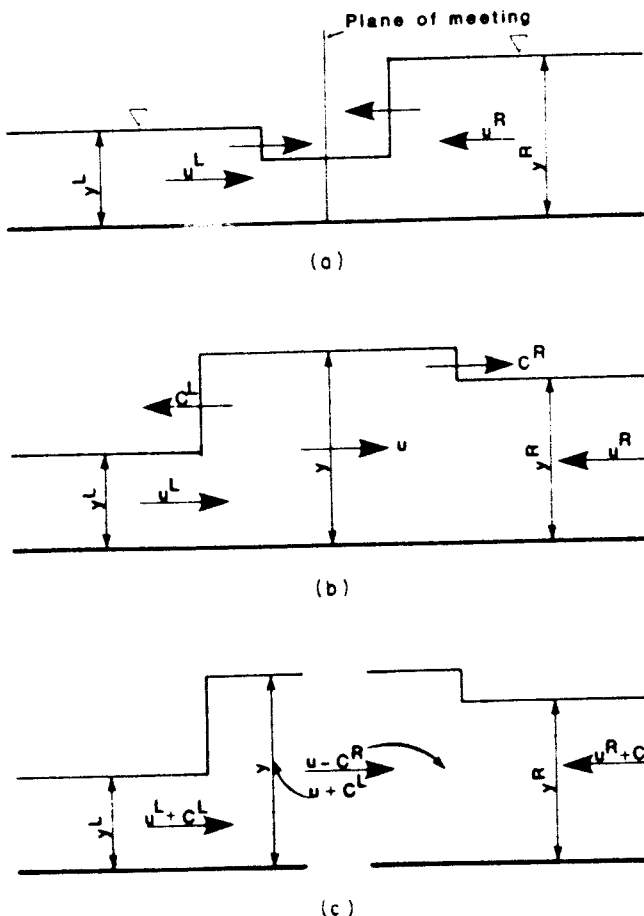 Plane of meeting
u^R
y^L
u^L
y^R
(a)
C^R
C^L
u
y
u^R
y^L
u^L
y^R
(b)
u - C^R
u + C^L
y
u^R + C
y^R
u^L + C^L
y^L
(c)